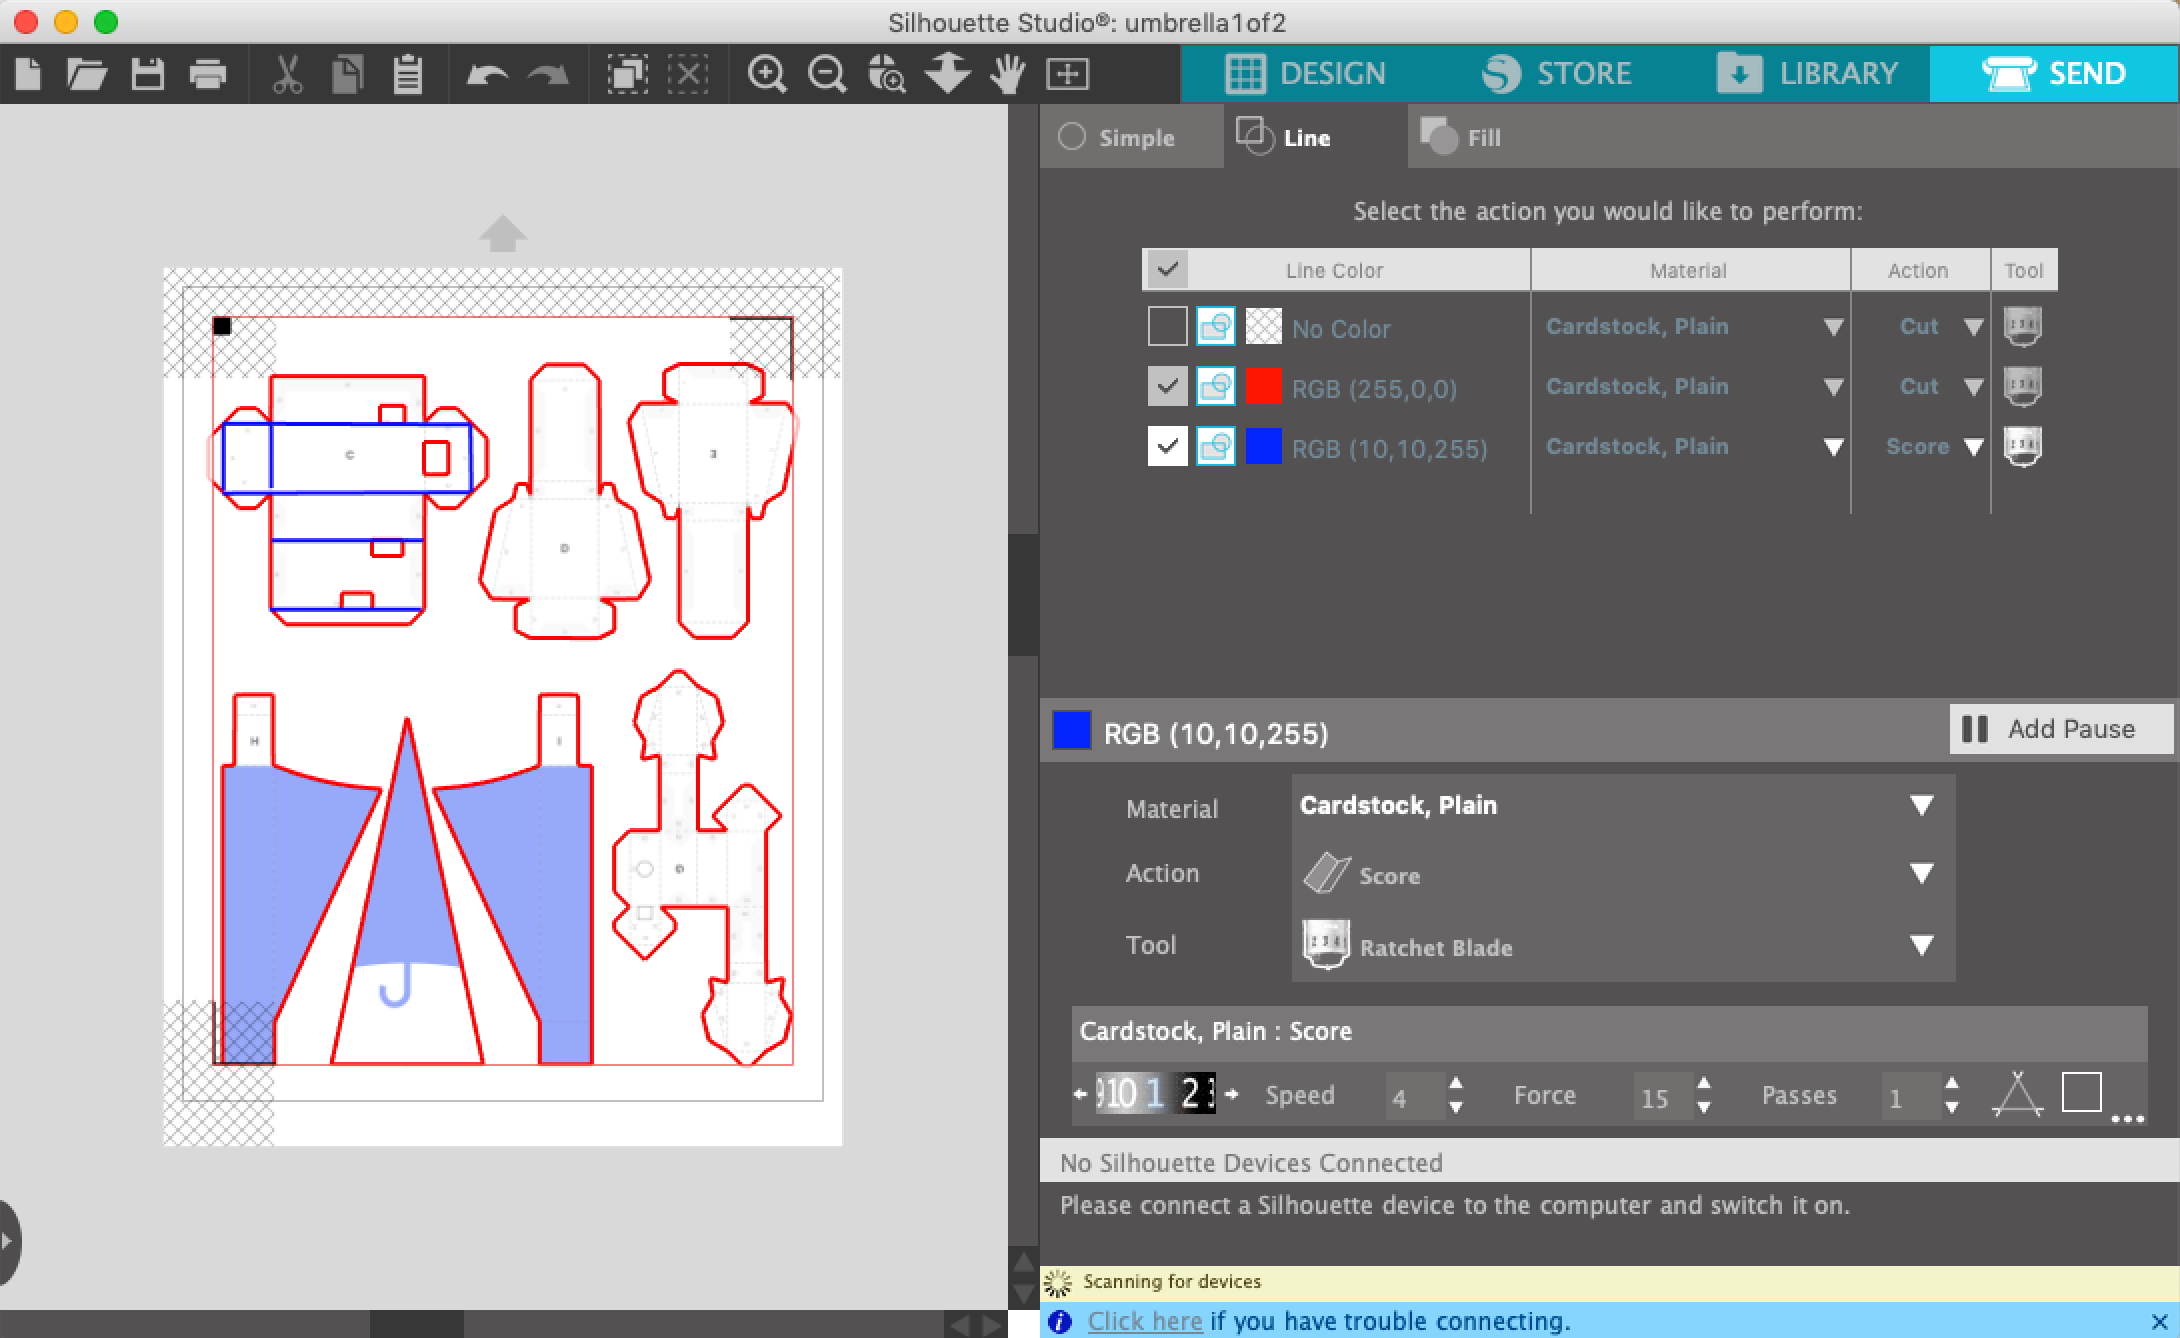 Silhouette Studio®: umbrella1of2
DESIGN
STORE
LIBRARY
SEND
Simple
Line
Fill
Select the action you would like to perform:
Line Color
Material
Action
Tool
No Color
Cardstock, Plain
Cut
RGB (255,0,0)
Cardstock, Plain
Cut
RGB (10,10,255)
Cardstock, Plain
Score
C
D
H
I
G
RGB (10,10,255)
Add Pause
Material
Cardstock, Plain
Action
Score
Tool
Ratchet Blade
Cardstock, Plain : Score
10 1 2
Speed
4
Force
15
Passes
1
No Silhouette Devices Connected
Please connect a Silhouette device to the computer and switch it on.
Scanning for devices
Click here if you have trouble connecting.